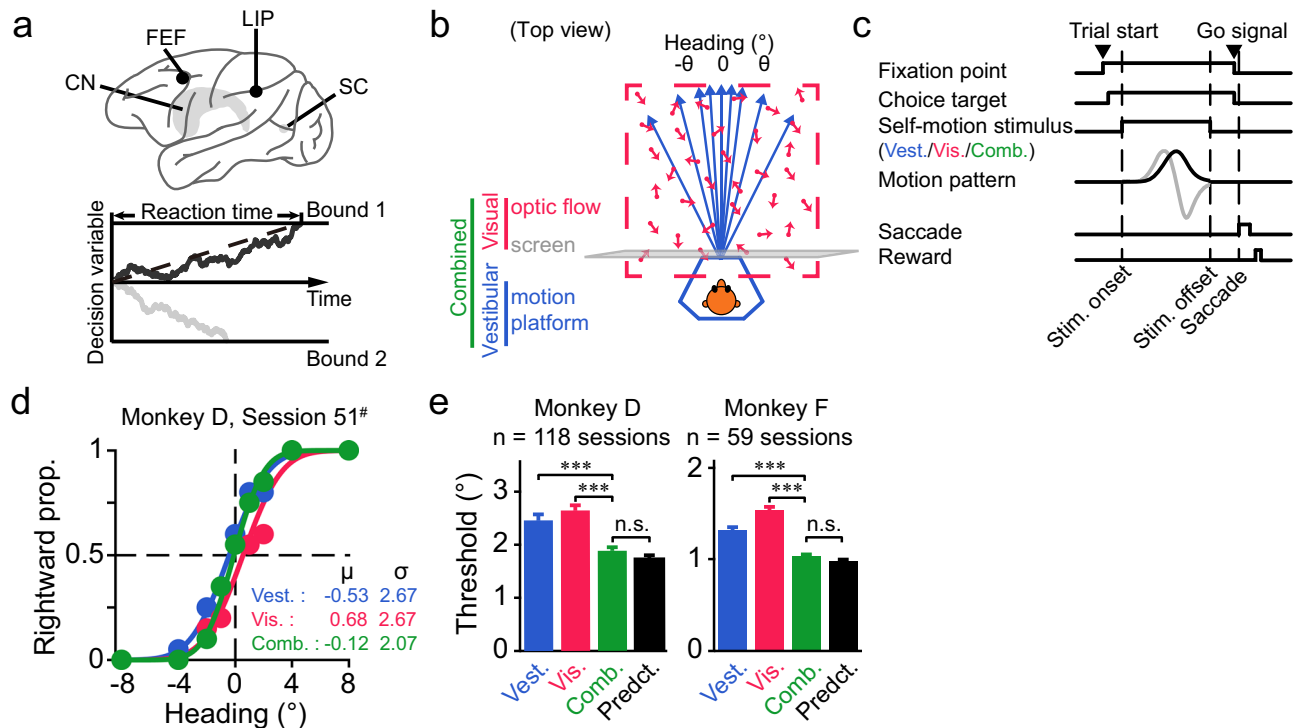 a
LIP
FEF
CN
SC
Reaction time
Bound 1
Decision variable
Time
Bound 2
b
(Top view)
Heading (°)
-θ 0 θ
Combined
Visual
optic flow
screen
Vestibular
motion
platform
c
Trial start
Go signal
Fixation point
Choice target
Self-motion stimulus
(Vest./Vis./Comb.)
Motion pattern
Saccade
Reward
Stim. onset
Stim. offset
Saccade
d
Monkey D, Session 51#
Rightward prop.
1
0.5
0
μ σ
Vest. : -0.53 2.67
Vis. : 0.68 2.67
Comb. : -0.12 2.07
-8 -4 0 4 8
Heading (°)
e
Monkey D
n = 118 sessions
Threshold (°)
3
2
1
0
***
***
n.s.
Vest.
Vis.
Comb.
Predct.
Monkey F
n = 59 sessions
2
1
0
***
***
n.s.
Vest.
Vis.
Comb.
Predct.